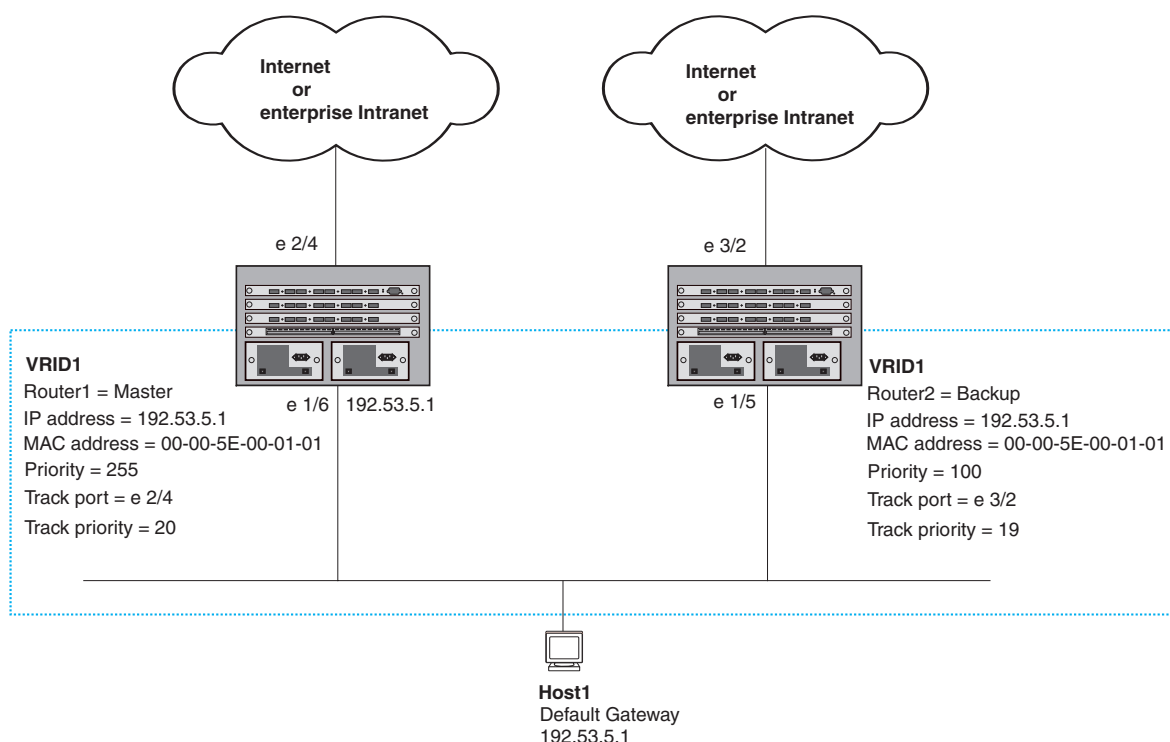 Internet
or
enterprise Intranet
Internet
or
enterprise Intranet
e 2/4
e 3/2
VRID1
Router1 = Master
IP address = 192.53.5.1
MAC address = 00-00-5E-00-01-01
Priority = 255
Track port = e 2/4
Track priority = 20
e 1/6
192.53.5.1
e 1/5
VRID1
Router2 = Backup
IP address = 192.53.5.1
MAC address = 00-00-5E-00-01-01
Priority = 100
Track port = e 3/2
Track priority = 19
Host1
Default Gateway
192.53.5.1